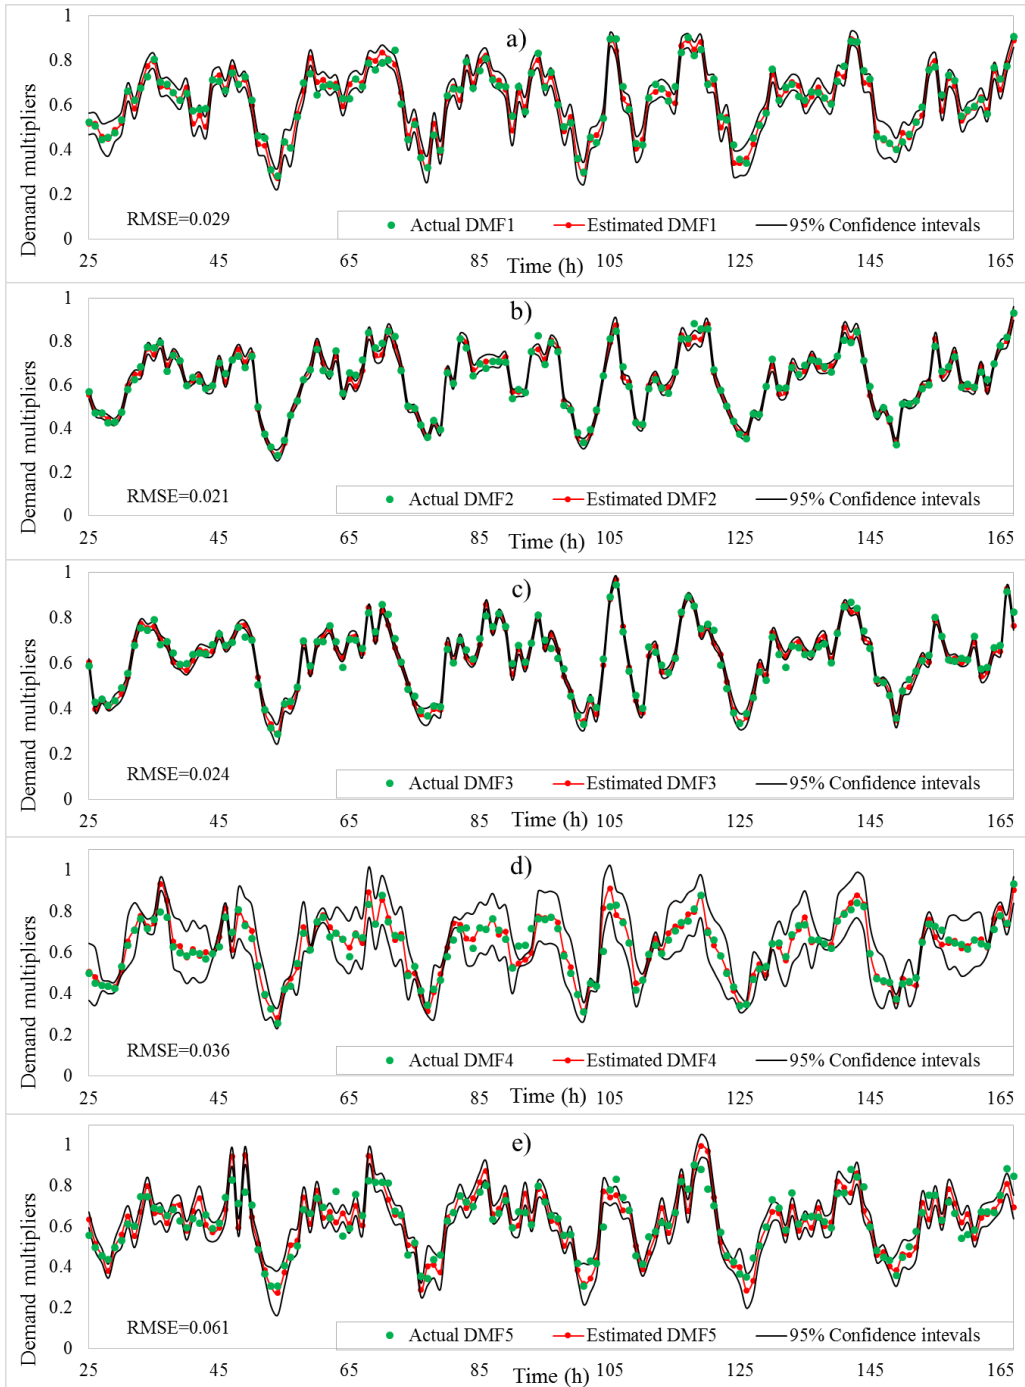 a)
Demand multipliers
1
0.8
0.6
0.4
0.2
0
RMSE=0.029
Actual DMF1 Estimated DMF1 95% Confidence intevals
25 45 65 85 105 125 145 165
Time (h)
b)
Demand multipliers
1
0.8
0.6
0.4
0.2
0
RMSE=0.021
Actual DMF2 Estimated DMF2 95% Confidence intevals
25 45 65 85 105 125 145 165
Time (h)
c)
Demand multipliers
1
0.8
0.6
0.4
0.2
0
RMSE=0.024
Actual DMF3 Estimated DMF3 95% Confidence intevals
25 45 65 85 105 125 145 165
Time (h)
d)
Demand multipliers
1
0.8
0.6
0.4
0.2
0
RMSE=0.036
Actual DMF4 Estimated DMF4 95% Confidence intevals
25 45 65 85 105 125 145 165
Time (h)
e)
Demand multipliers
1
0.8
0.6
0.4
0.2
0
RMSE=0.061
Actual DMF5 Estimated DMF5 95% Confidence intevals
25 45 65 85 105 125 145 165
Time (h)